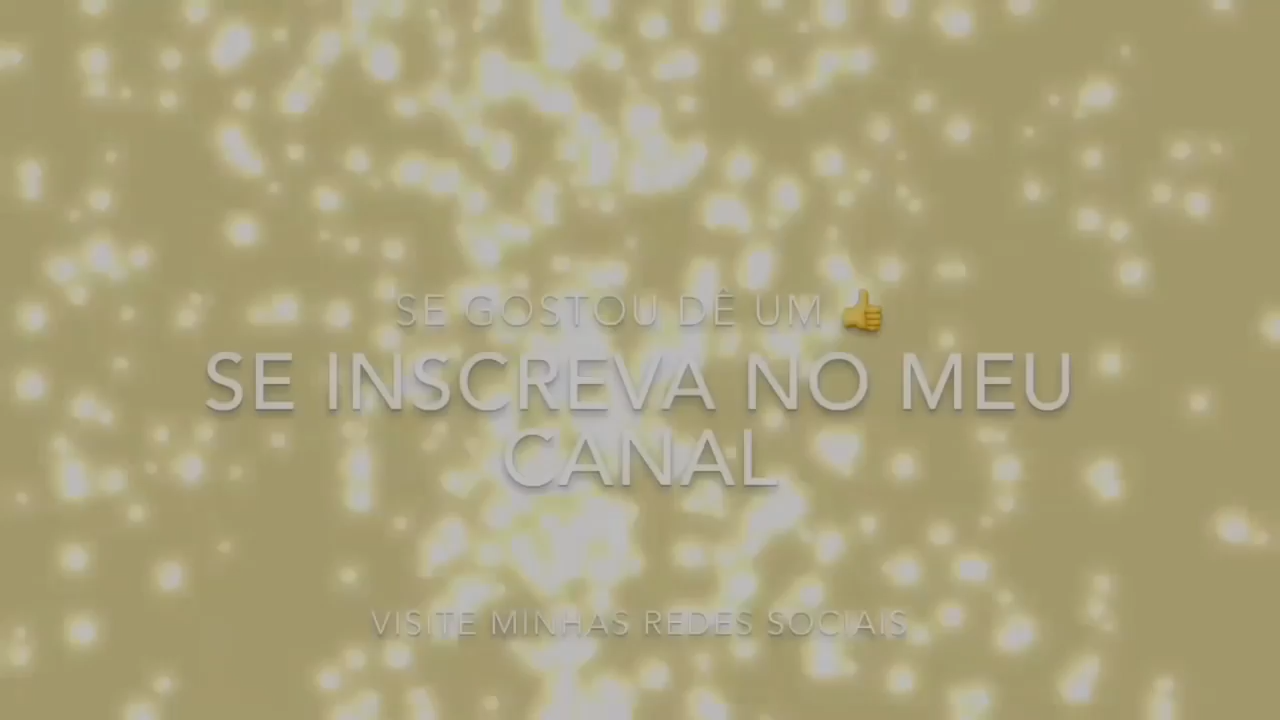 SE GOSTOU DÊ UM 👍
SE INSCREVA NO MEU
CANAL
VISITE MINHAS REDES SOCIAIS